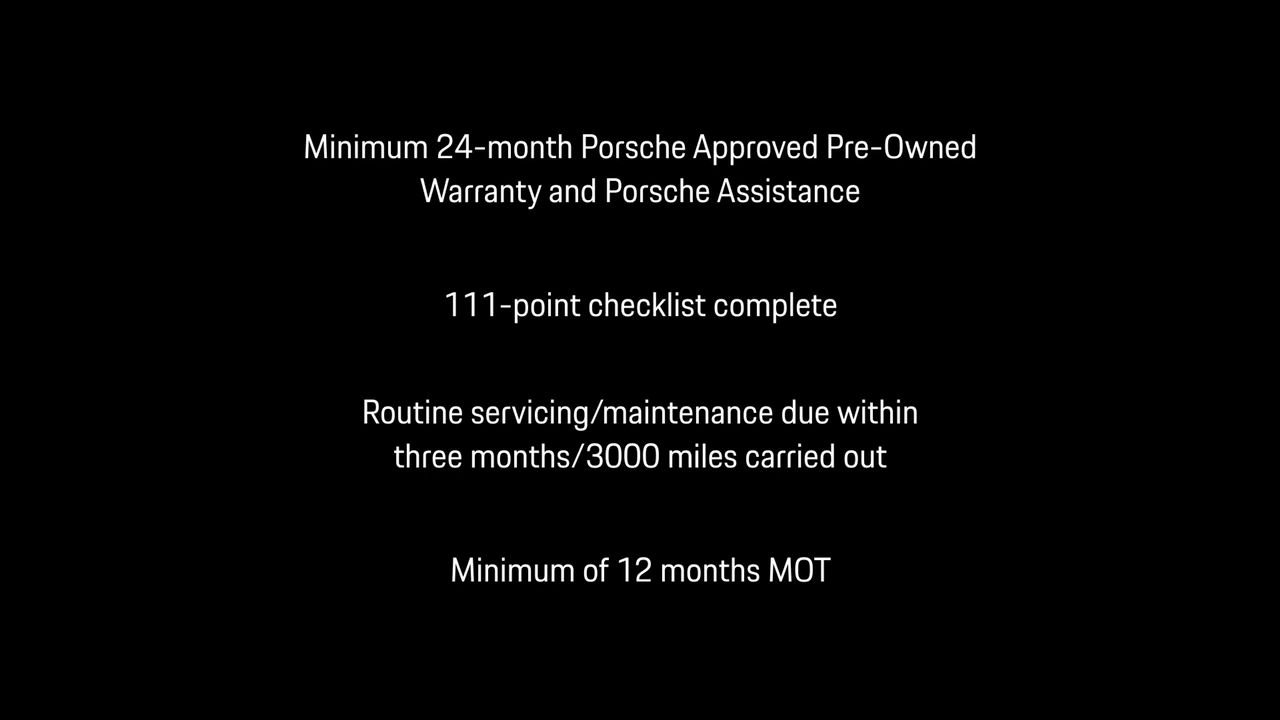 Minimum 24-month Porsche Approved Pre-Owned
Warranty and Porsche Assistance
111-point checklist complete
Routine servicing/maintenance due within
three months/3000 miles carried out
Minimum of 12 months MOT